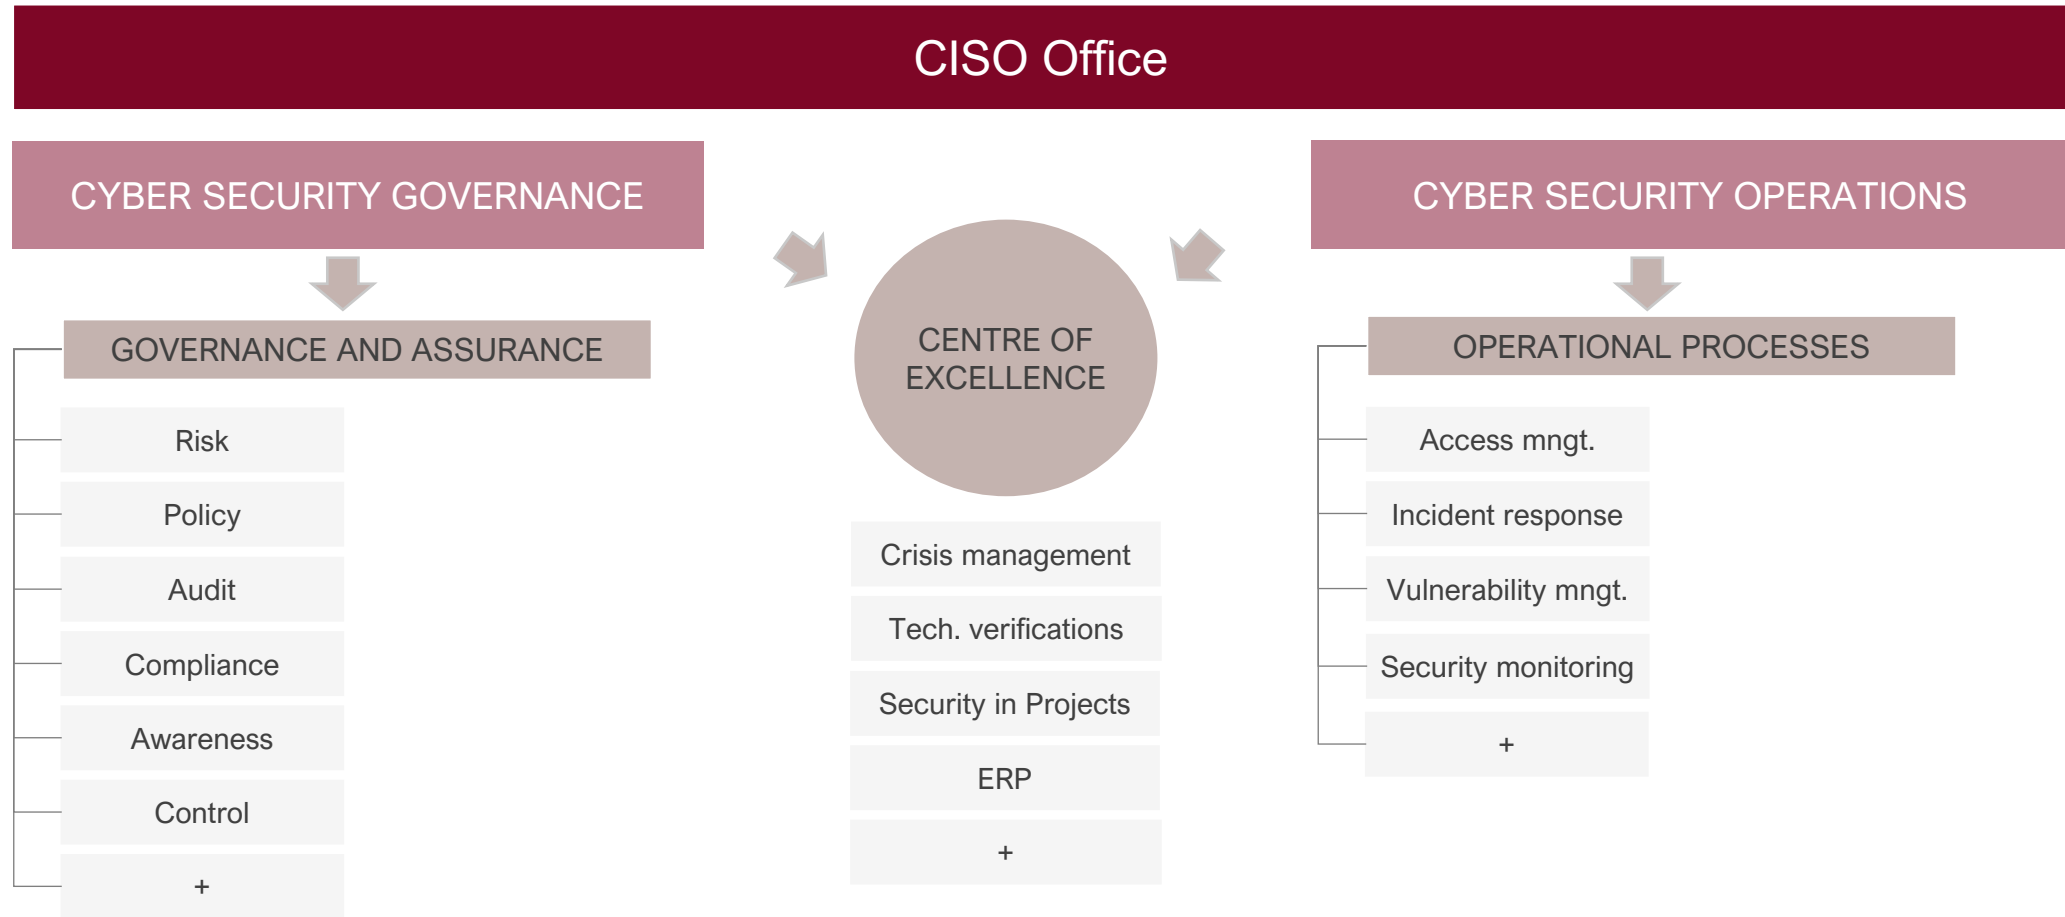 CISO Office
CYBER SECURITY GOVERNANCE
GOVERNANCE AND ASSURANCE
Risk
Policy
Audit
Compliance
Awareness
Control
+
CENTRE OF
EXCELLENCE
Crisis management
Tech. verifications
Security in Projects
ERP
+
CYBER SECURITY OPERATIONS
OPERATIONAL PROCESSES
Access mngt.
Incident response
Vulnerability mngt.
Security monitoring
+